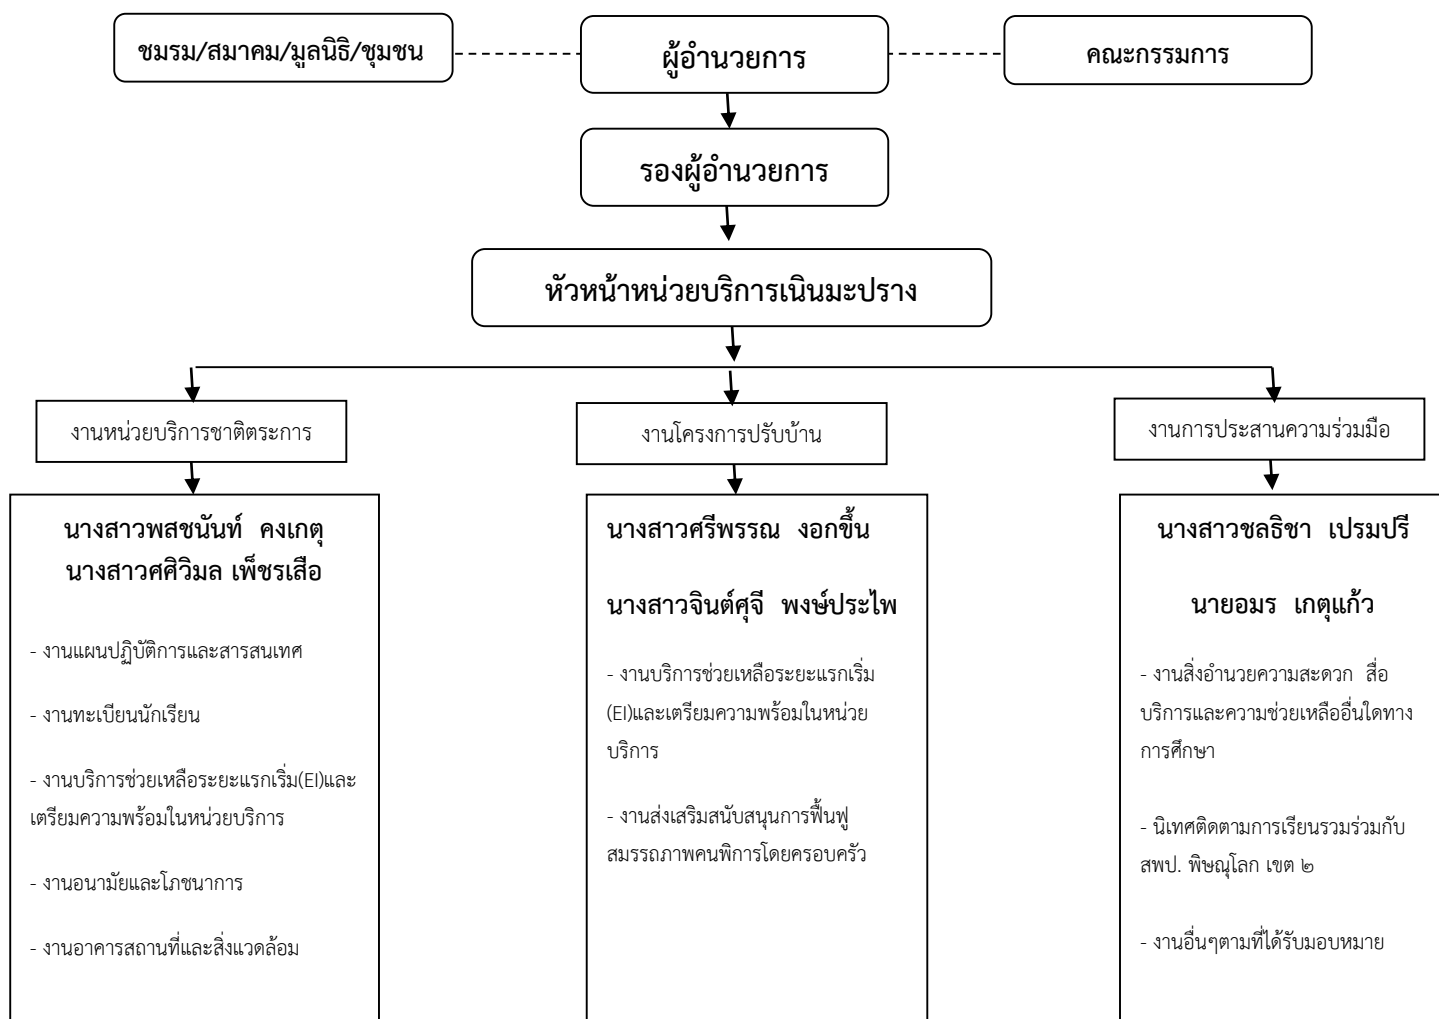 ชมรม/สมาคม/มูลนิธิ/ชุมชน
ผู้อำนวยการ
คณะกรรมการ
รองผู้อำนวยการ
หัวหน้าหน่วยบริการเนินมะปราง
งานหน่วยบริการชาติตระการ
นางสาวพสชนันท์ คงเกตุ
นางสาวศศิวิมล เพ็ชรเสือ
- งานแผนปฏิบัติการและสารสนเทศ
- งานทะเบียนนักเรียน
- งานบริการช่วยเหลือระยะแรกเริ่ม(EI)และ
เตรียมความพร้อมในหน่วยบริการ
- งานอนามัยและโภชนาการ
- งานอาคารสถานที่และสิ่งแวดล้อม
งานโครงการปรับบ้าน
นางสาวศรีพรรณ งอกขึ้น
นางสาวจินต์ศุจี พงษ์ประไพ
- งานบริการช่วยเหลือระยะแรกเริ่ม
(EI)และเตรียมความพร้อมในหน่วย
บริการ
- งานส่งเสริมสนับสนุนการฟื้นฟู
สมรรถภาพคนพิการโดยครอบครัว
งานการประสานความร่วมมือ
นางสาวชลธิชา เปรมปรี
นายอมร เกตุแก้ว
- งานสิ่งอำนวยความสะดวก สื่อ
บริการและความช่วยเหลืออื่นใดทาง
การศึกษา
- นิเทศติดตามการเรียนรวมร่วมกับ
สพป. พิษณุโลก เขต ๒
- งานอื่นๆตามที่ได้รับมอบหมาย